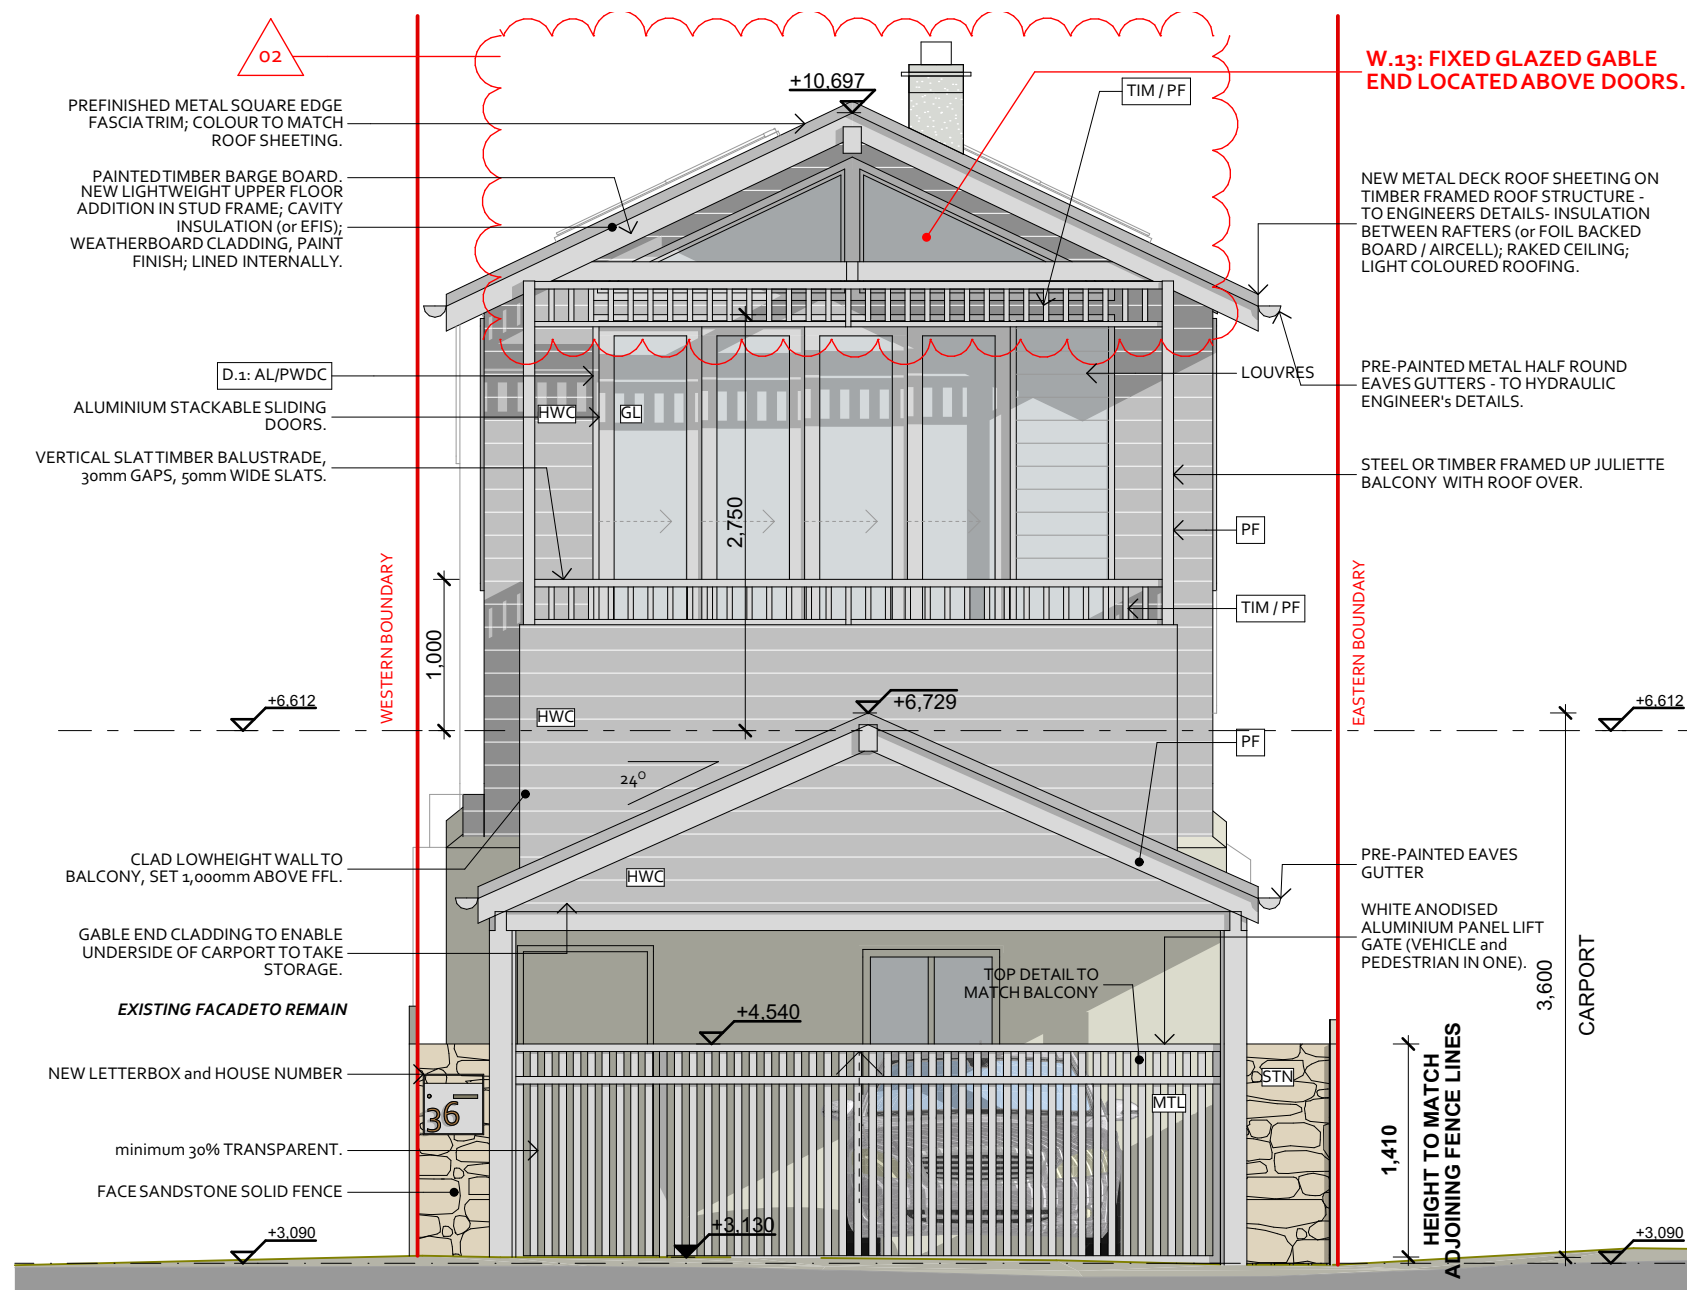 02
+10,697
TIM / PF
W.13: FIXED GLAZED GABLE
END LOCATED ABOVE DOORS.
PREFINISHED METAL SQUARE EDGE
FASCIA TRIM; COLOUR TO MATCH
ROOF SHEETING.
PAINTED TIMBER BARGE BOARD.
NEW LIGHTWEIGHT UPPER FLOOR
ADDITION IN STUD FRAME; CAVITY
INSULATION (or EFIS);
WEATHERBOARD CLADDING, PAINT
FINISH; LINED INTERNALLY.
NEW METAL DECK ROOF SHEETING ON
TIMBER FRAMED ROOF STRUCTURE -
TO ENGINEERS DETAILS- INSULATION
BETWEEN RAFTERS (or FOIL BACKED
BOARD / AIRCELL); RAKED CEILING;
LIGHT COLOURED ROOFING.
D.1: AL/PWDC
ALUMINIUM STACKABLE SLIDING
DOORS.
HWC
GL
LOUVRES
PRE-PAINTED METAL HALF ROUND
EAVES GUTTERS - TO HYDRAULIC
ENGINEER's DETAILS.
VERTICAL SLAT TIMBER BALUSTRADE,
30mm GAPS, 50mm WIDE SLATS.
STEEL OR TIMBER FRAMED UP JULIETTE
BALCONY WITH ROOF OVER.
2,750
PF
WESTERN BOUNDARY
EASTERN BOUNDARY
1,000
TIM / PF
+6,612
HWC
+6,729
+6,612
PF
24°
CLAD LOWHEIGHT WALL TO
BALCONY, SET 1,000mm ABOVE FFL.
HWC
PRE-PAINTED EAVES
GUTTER
GABLE END CLADDING TO ENABLE
UNDERSIDE OF CARPORT TO TAKE
STORAGE.
WHITE ANODISED
ALUMINIUM PANEL LIFT
GATE (VEHICLE and
PEDESTRIAN IN ONE).
3,600
CARPORT
TOP DETAIL TO
MATCH BALCONY
EXISTING FACADE TO REMAIN
+4,540
NEW LETTERBOX and HOUSE NUMBER
36
STN
MTL
1,410
HEIGHT TO MATCH
ADJOINING FENCE LINES
minimum 30% TRANSPARENT.
FACE SANDSTONE SOLID FENCE
+3,090
+3,130
+3,090